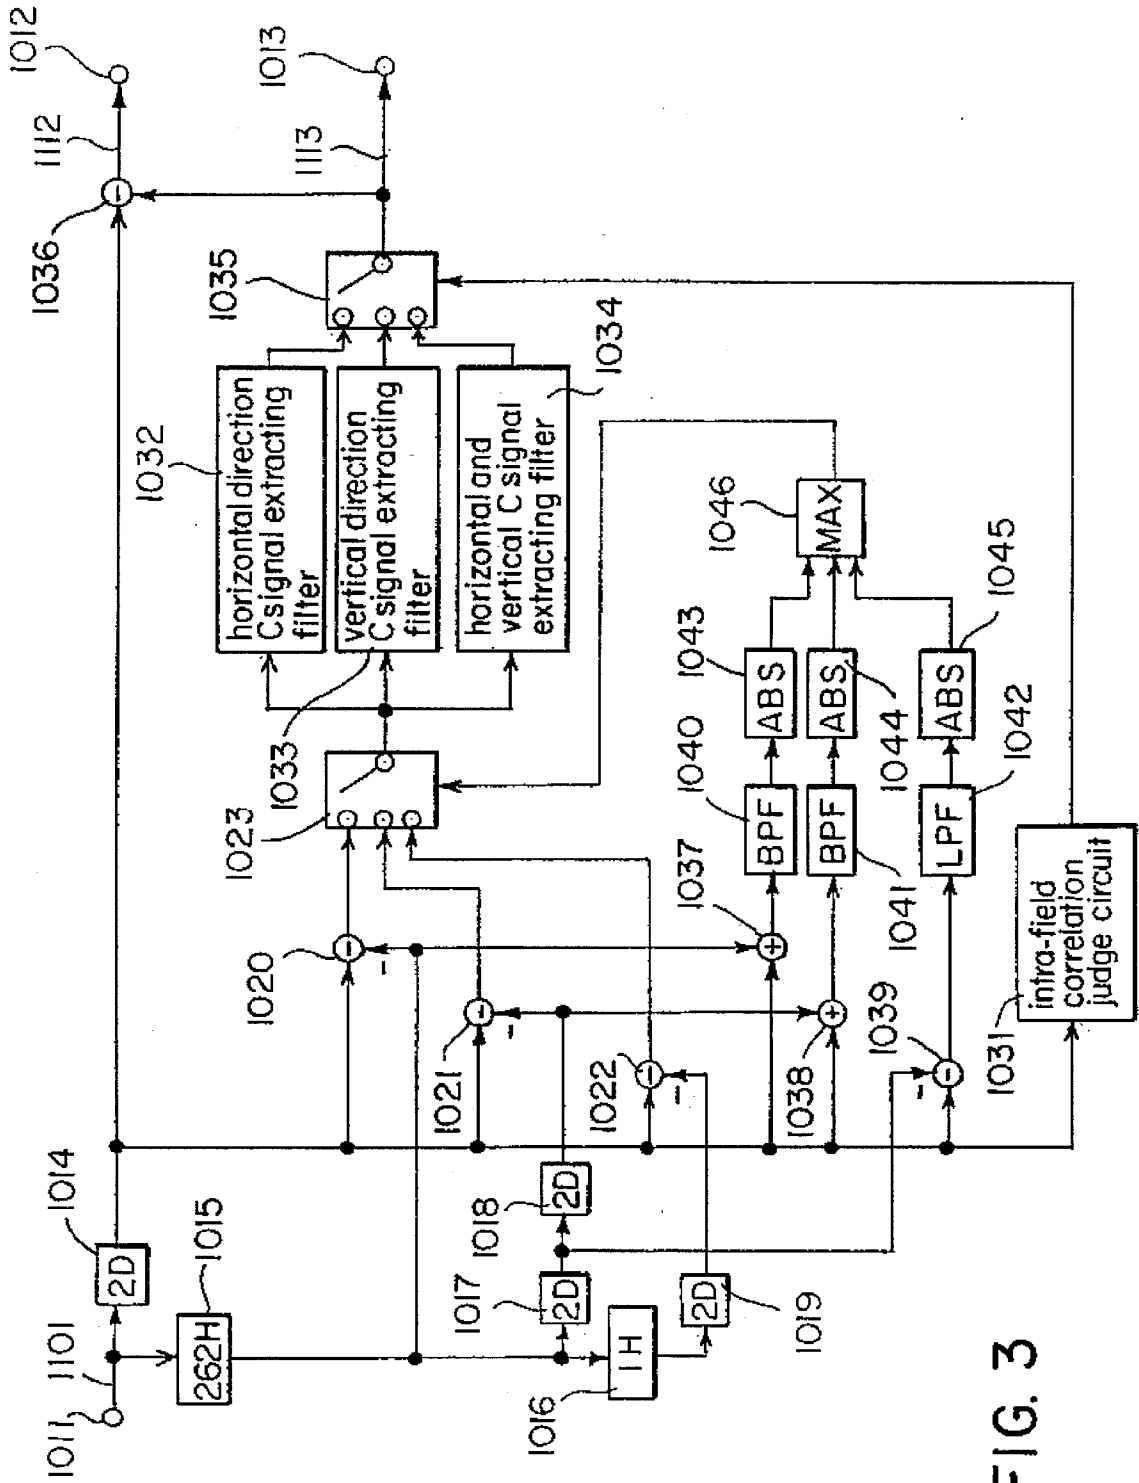 1011
1101
1014
2D
1015
262H
1036
1112
1012
1020
1023
1033
1032
horizontal direction
C signal extracting
filter
vertical direction
C signal extracting
filter
horizontal and
vertical C signal
extracting filter
1034
1035
1113
1013
1021
1022
1017
2D
1018
2D
1016
1H
2D
1019
1037
1040
BPF
1043
ABS
1046
MAX
1038
BPF
1041
ABS
1044
1039
LPF
1042
ABS
1045
1031
intra-field
correlation
judge circuit
FIG. 3